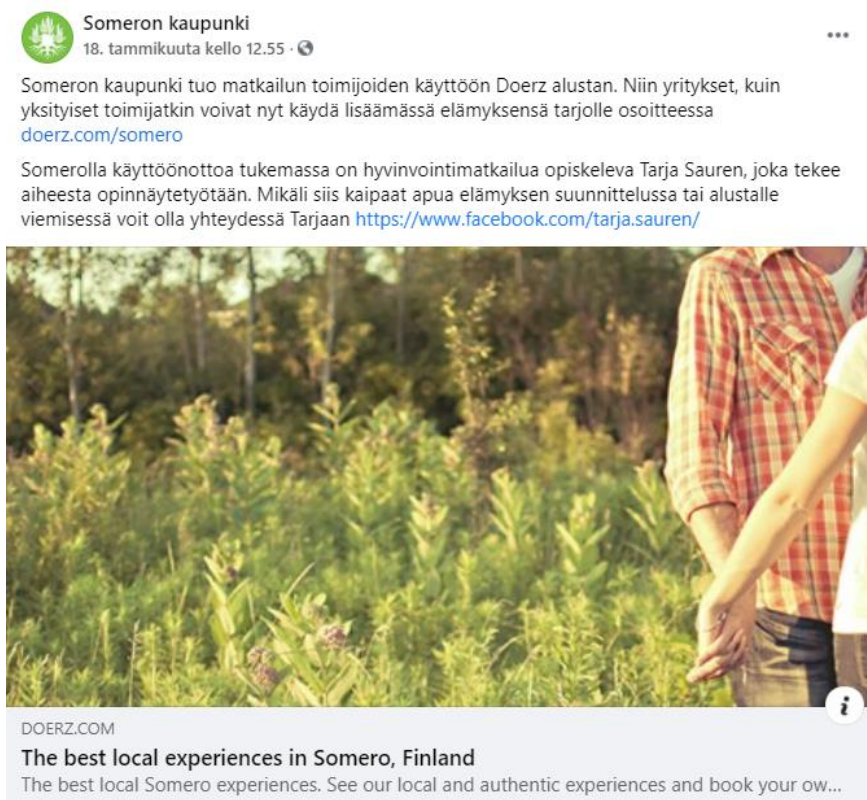 Someron kaupunki
18. tammikuuta kello 12.55 ·
Someron kaupunki tuo matkailun toimijoiden käyttöön Doerz alustan. Niin yritykset, kuin
yksityiset toimijatkin voivat nyt käydä lisäämässä elämyksensä tarjolle osoitteessa
doerz.com/somero
Somerolla käyttöönottoa tukemassa on hyvinvointimatkailua opiskeleva Tarja Sauren, joka tekee
aiheesta opinnäytetyötään. Mikäli siis kaipaat apua elämyksen suunnittelussa tai alustalle
viemisessä voit olla yhteydessä Tarjaan https://www.facebook.com/tarja.sauren/
DOERZ.COM
The best local experiences in Somero, Finland
The best local Somero experiences. See our local and authentic experiences and book your ow...